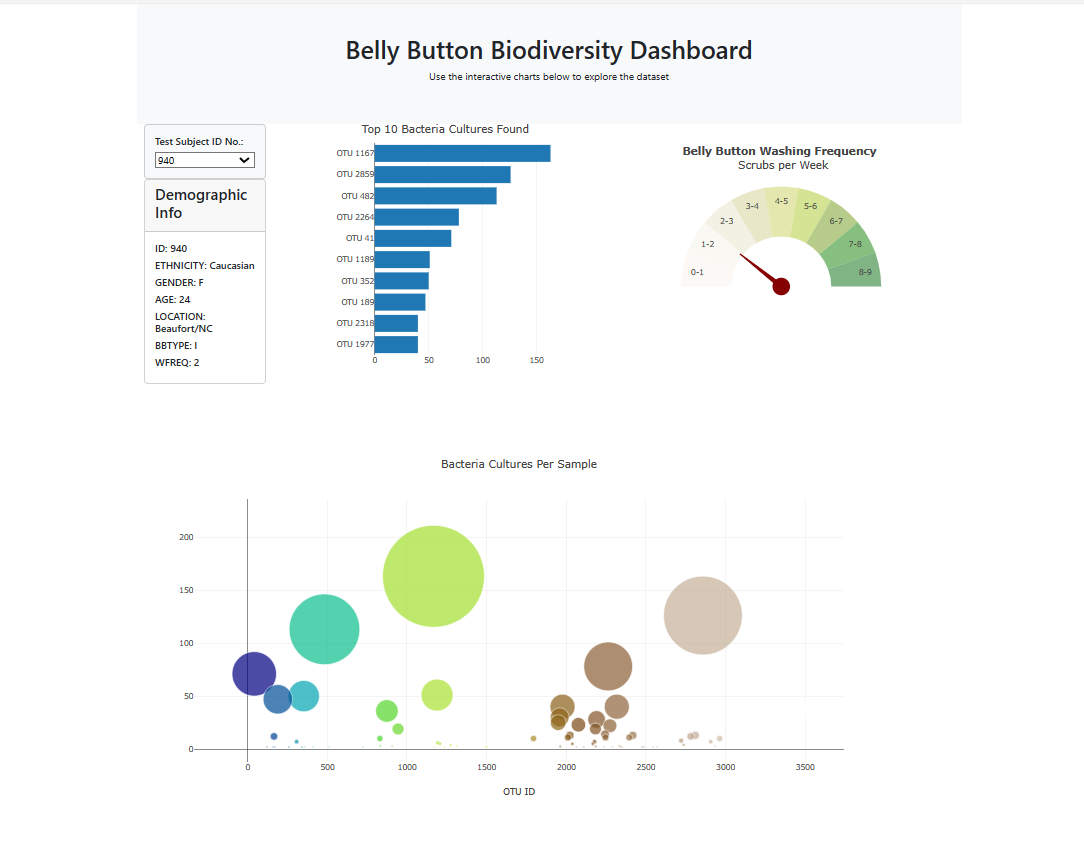 Belly Button Biodiversity Dashboard
Use the interactive charts below to explore the dataset
Test Subject ID No.:
940
Demographic
Info
ID: 940
ETHNICITY: Caucasian
GENDER: F
AGE: 24
LOCATION:
Beaufort/NC
BBTYPE: I
WFREQ: 2
Top 10 Bacteria Cultures Found
OTU 1167
OTU 2859
OTU 482
OTU 2264
OTU 41
OTU 1189
OTU 352
OTU 189
OTU 2318
OTU 1977
0 50 100 150
Belly Button Washing Frequency
Scrubs per Week
0-1
1-2
2-3
3-4
4-5
5-6
6-7
7-8
8-9
Bacteria Cultures Per Sample
200
150
100
50
0
0 500 1000 1500 2000 2500 3000 3500
OTU ID